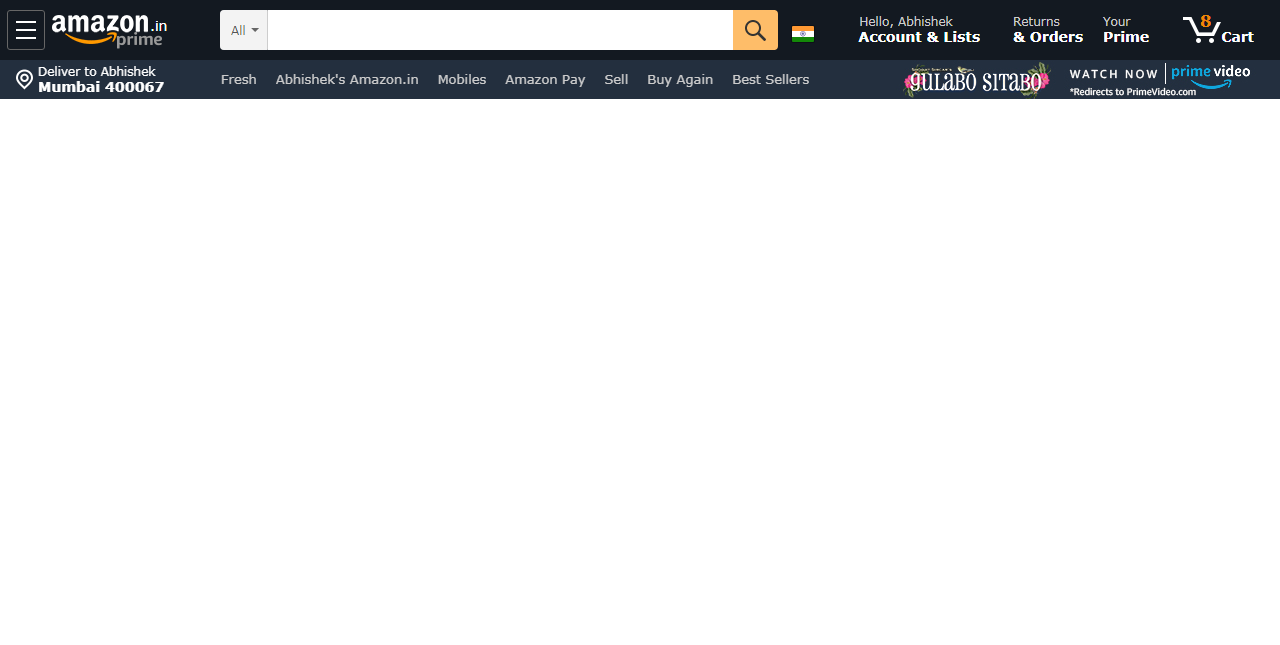 amazon.in
prime
All
Hello, Abhishek
Account & Lists
Returns
& Orders
Your
Prime
8
Cart
Deliver to Abhishek
Mumbai 400067
Fresh
Abhishek's Amazon.in
Mobiles
Amazon Pay
Sell
Buy Again
Best Sellers
GULABO SITABO
WATCH NOW
prime video
*Redirects to PrimeVideo.com